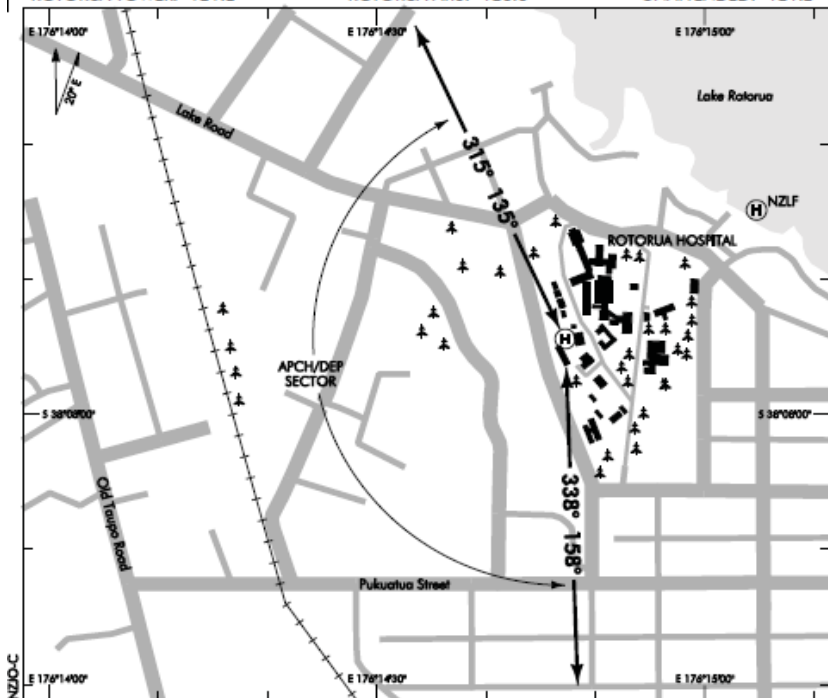 E 176°14'00"
E 176°14'30"
E 176°15'00"
20° E
Lake Road
Lake Rotorua
315° 135°
H NZLF
ROTORUA HOSPITAL
H
APCH/DEP
SECTOR
S 38°08'00"
S 38°08'00"
Old Taupo Road
338° 158°
Pukuatua Street
NZJO-C
E 176°14'00"
E 176°14'30"
E 176°15'00"